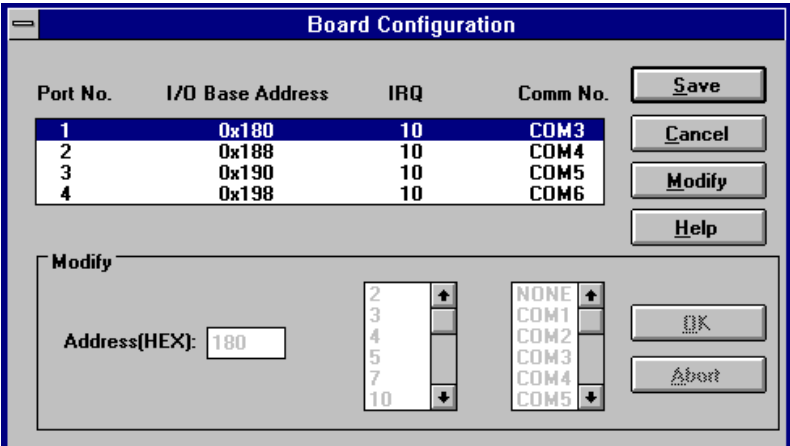 Board Configuration
Port No. I/O Base Address IRQ Comm No.
1 0x180 10 COM3
2 0x188 10 COM4
3 0x190 10 COM5
4 0x198 10 COM6
Save
Cancel
Modify
Help
Modify
Address(HEX): 180
2
3
4
5
7
10
NONE
COM1
COM2
COM3
COM4
COM5
OK
Abort